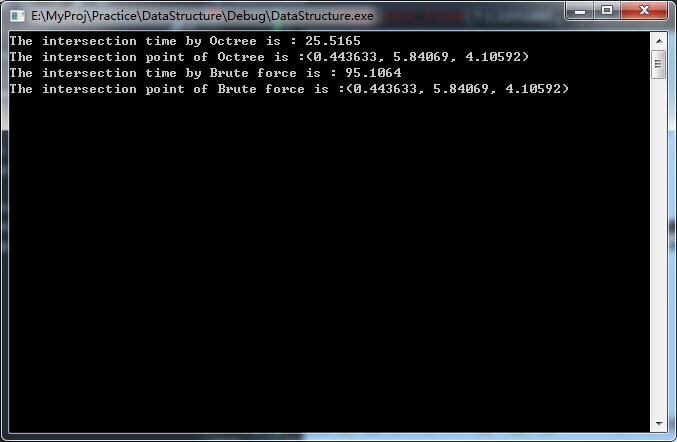 E:\MyProj\Practice\DataStructure\Debug\DataStructure.exe
The intersection time by Octree is : 25.5165
The intersection point of Octree is :(0.443633, 5.84069, 4.10592)
The intersection time by Brute force is : 95.1064
The intersection point of Brute force is :(0.443633, 5.84069, 4.10592)